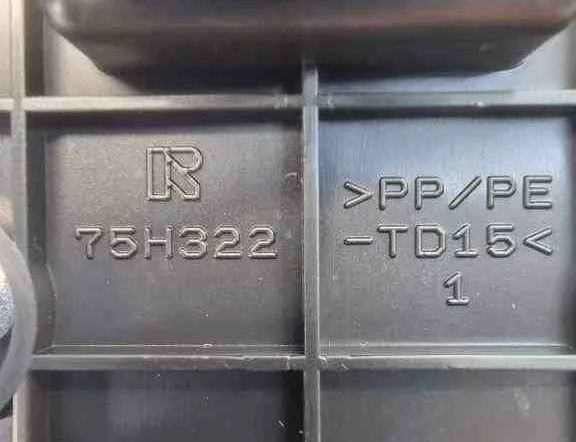 R
75H322
>PP/PE
-TD15<
1